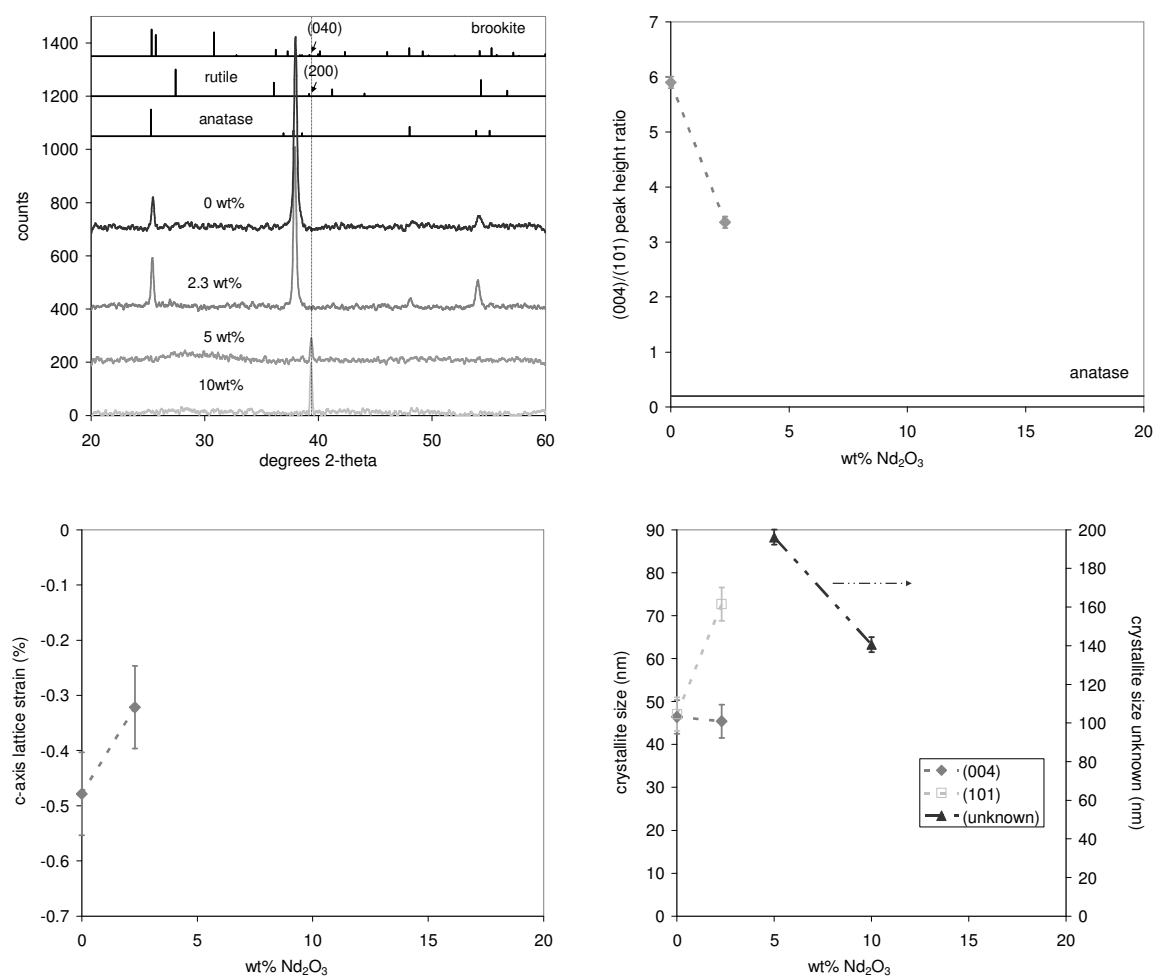 1400
1200
1000
800
600
400
200
0
counts
(040)
brookite
(200)
rutile
anatase
0 wt%
2.3 wt%
5 wt%
10wt%
20 30 40 50 60
degrees 2-theta
7
6
5
4
3
2
1
0
(004)/(101) peak height ratio
anatase
0 5 10 15 20
wt% Nd₂O₃
0
-0.1
-0.2
-0.3
-0.4
-0.5
-0.6
-0.7
c-axis lattice strain (%)
0 5 10 15 20
wt% Nd₂O₃
90
80
70
60
50
40
30
20
10
0
crystallite size (nm)
200
180
160
140
120
100
80
60
40
20
0
crystallite size unknown (nm)
(004)
(101)
(unknown)
0 5 10 15 20
wt% Nd₂O₃